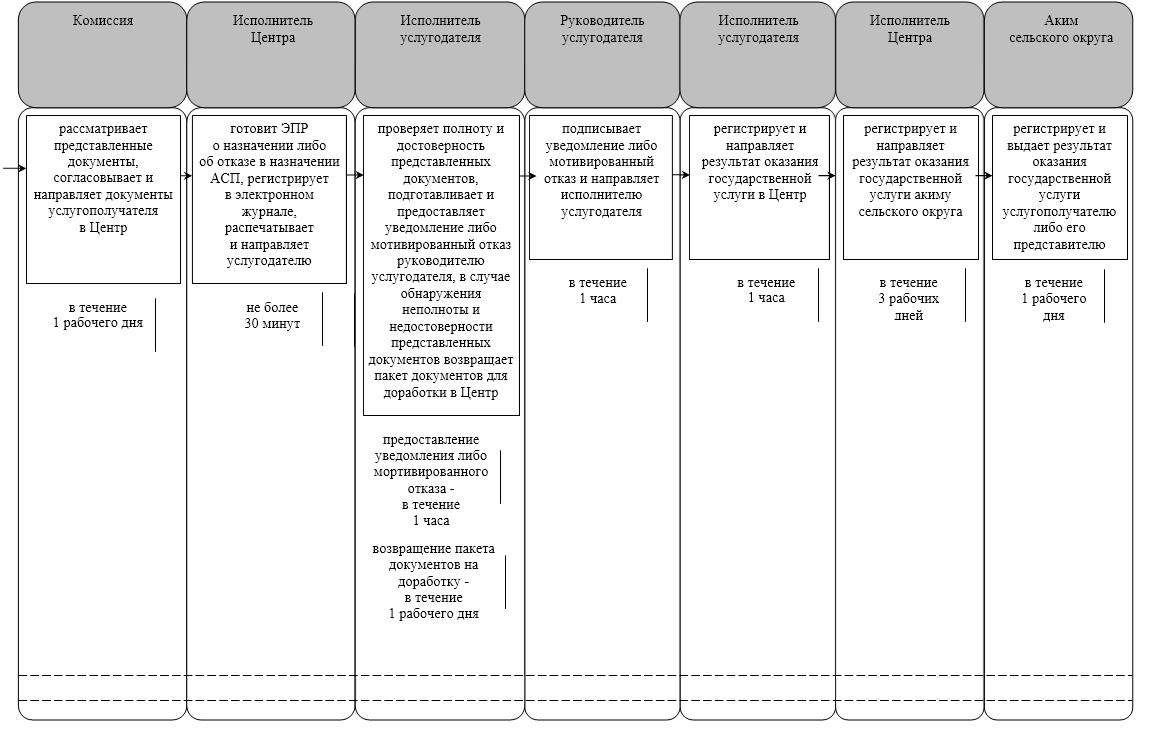 Комиссия
Исполнитель
Центра
Исполнитель
услугодателя
Руководитель
услугодателя
Исполнитель
услугодателя
Исполнитель
Центра
Аким
сельского округа
рассматривает
представленные
документы,
согласовывает и
направляет документы
услугополучателя
в Центр
в течение
1 рабочего дня
готовит ЭПР
о назначении либо
об отказе в назначении
АСП, регистрирует
в электронном
журнале,
распечатывает
и направляет
услугодателю
не более
30 минут
проверяет полноту и
достоверность
представленных
документов,
подготавливает и
предоставляет
уведомление либо
мотивированный отказ
руководителю
услугодателя, в случае
обнаружения
неполноты и
недостоверности
представленных
документов возвращает
пакет документов для
доработки в Центр
предоставление
уведомления либо
мортивированного
отказа -
в течение
1 часа
возвращение пакета
документов на
доработку -
в течение
1 рабочего дня
подписывает
уведомление либо
мотивированный
отказ и направляет
исполнителю
услугодателя
в течение
1 часа
регистрирует и
направляет
результат оказания
государственной
услуги в Центр
в течение
1 часа
регистрирует и
направляет
результат оказания
государственной
услуги акиму
сельского округа
в течение
3 рабочих
дней
регистрирует и
выдает результат
оказания
государственной
услуги
услугополучателю
либо его
представителю
в течение
1 рабочего
дня